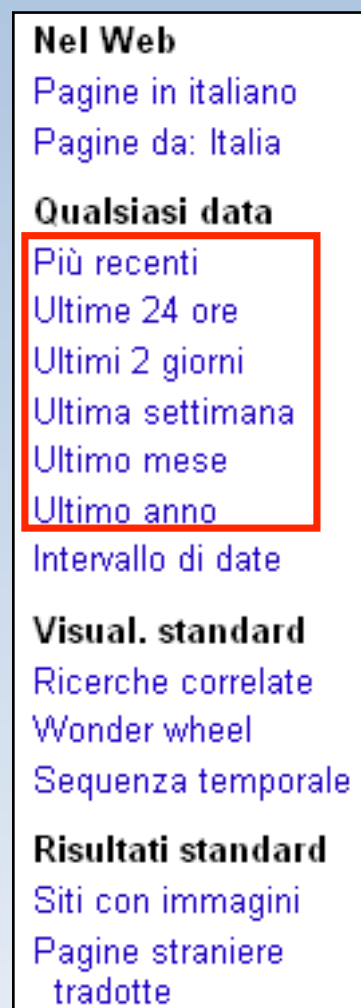 Nel Web
Pagine in italiano
Pagine da: Italia
Qualsiasi data
Più recenti
Ultime 24 ore
Ultimi 2 giorni
Ultima settimana
Ultimo mese
Ultimo anno
Intervallo di date
Visual. standard
Ricerche correlate
Wonder wheel
Sequenza temporale
Risultati standard
Siti con immagini
Pagine straniere
tradotte